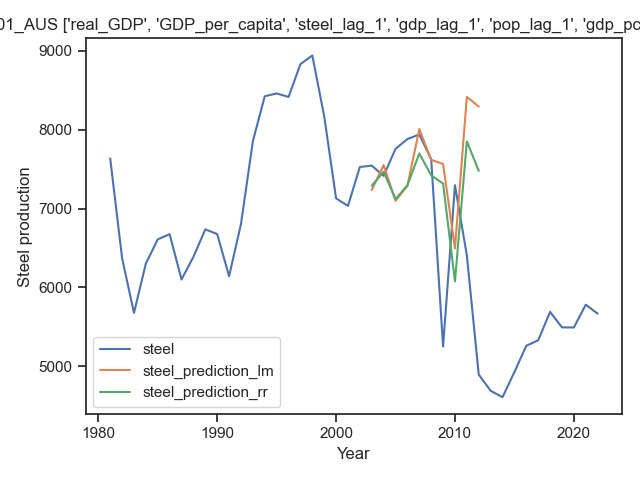 01_AUS ['real_GDP', 'GDP_per_capita', 'steel_lag_1', 'gdp_lag_1', 'pop_lag_1', 'gdp_pc
9000
8000
7000
6000
5000
Steel production
steel
steel_prediction_lm
steel_prediction_rr
1980
1990
2000
2010
2020
Year